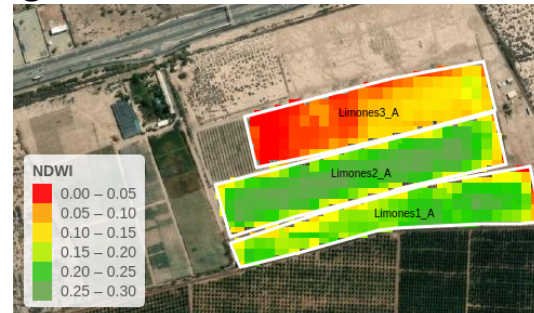 Limones3_A
Limones2_A
Limones1_A
NDWI
0.00 – 0.05
0.05 – 0.10
0.10 – 0.15
0.15 – 0.20
0.20 – 0.25
0.25 – 0.30